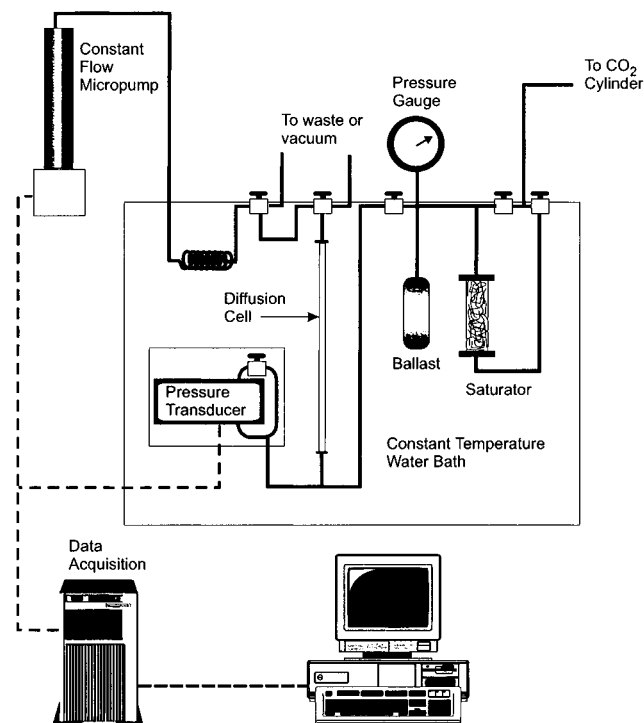 Constant
Flow
Micropump
To waste or
vacuum
Pressure
Gauge
To CO₂
Cylinder
Diffusion
Cell
Pressure
Transducer
Ballast
Saturator
Constant Temperature
Water Bath
Data
Acquisition